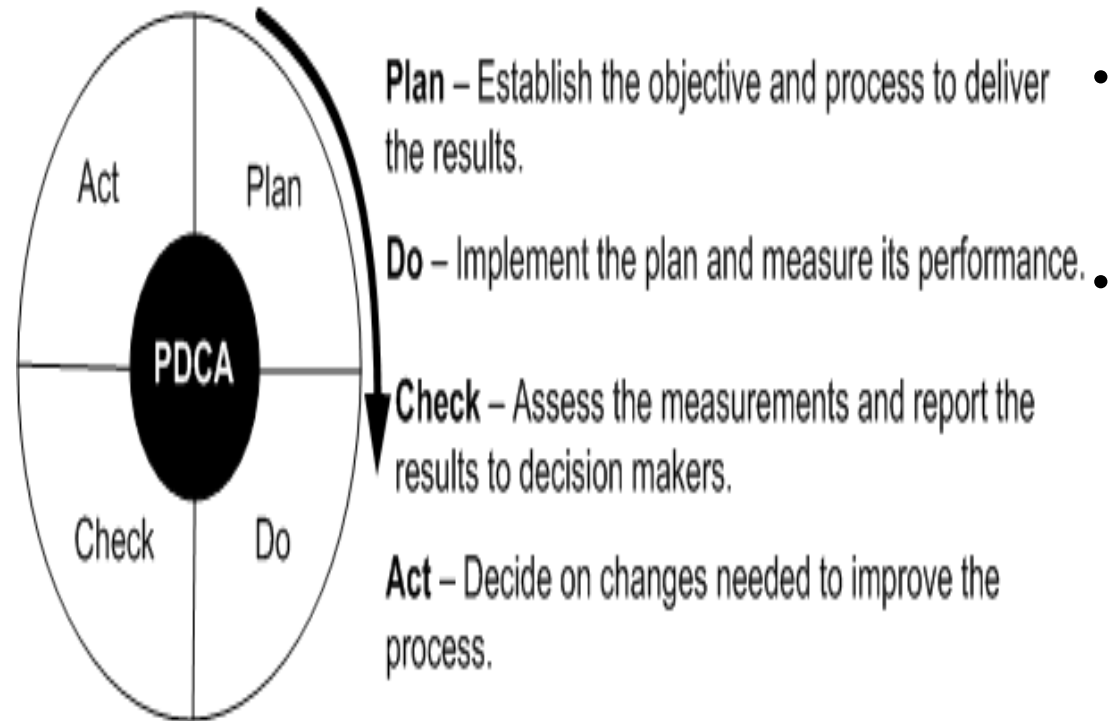 Act
Plan
PDCA
Check
Do
Plan – Establish the objective and process to deliver
the results.
Do – Implement the plan and measure its performance.
Check – Assess the measurements and report the
results to decision makers.
Act – Decide on changes needed to improve the
process.
•
•